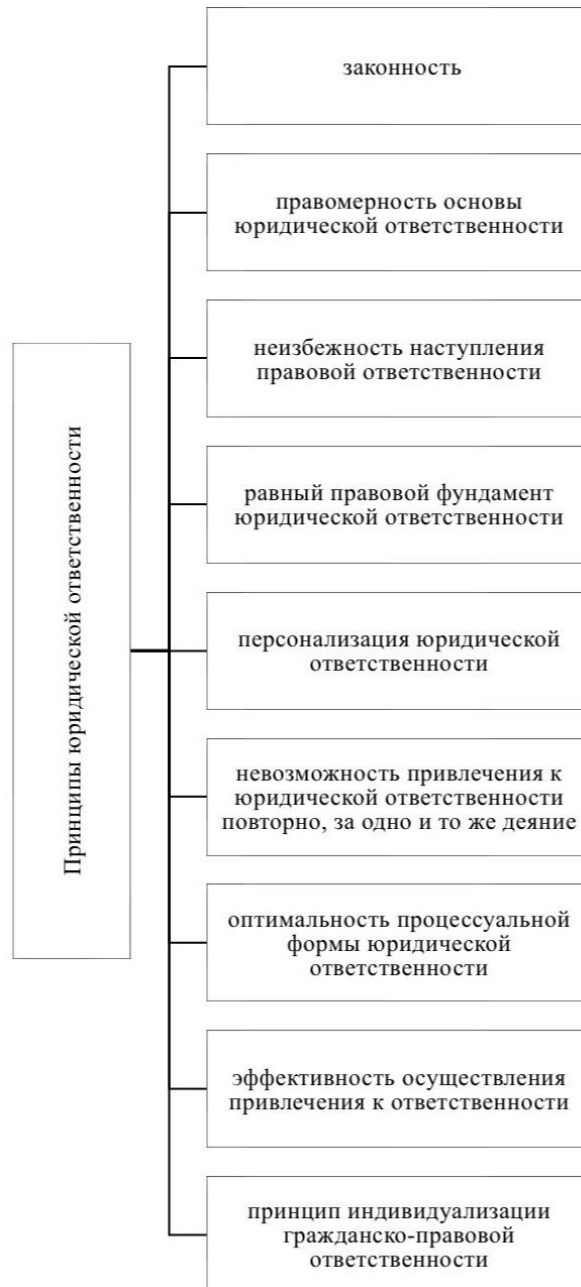 Принципы юридической ответственности
законность
правомерность основы
юридической ответственности
неизбежность наступления
правовой ответственности
равный правовой фундамент
юридической ответственности
персонализация юридической
ответственности
невозможность привлечения к
юридической ответственности
повторно, за одно и то же деяние
оптимальность процессуальной
формы юридической
ответственности
эффективность осуществления
привлечения к ответственности
принцип индивидуализации
гражданско-правовой
ответственности